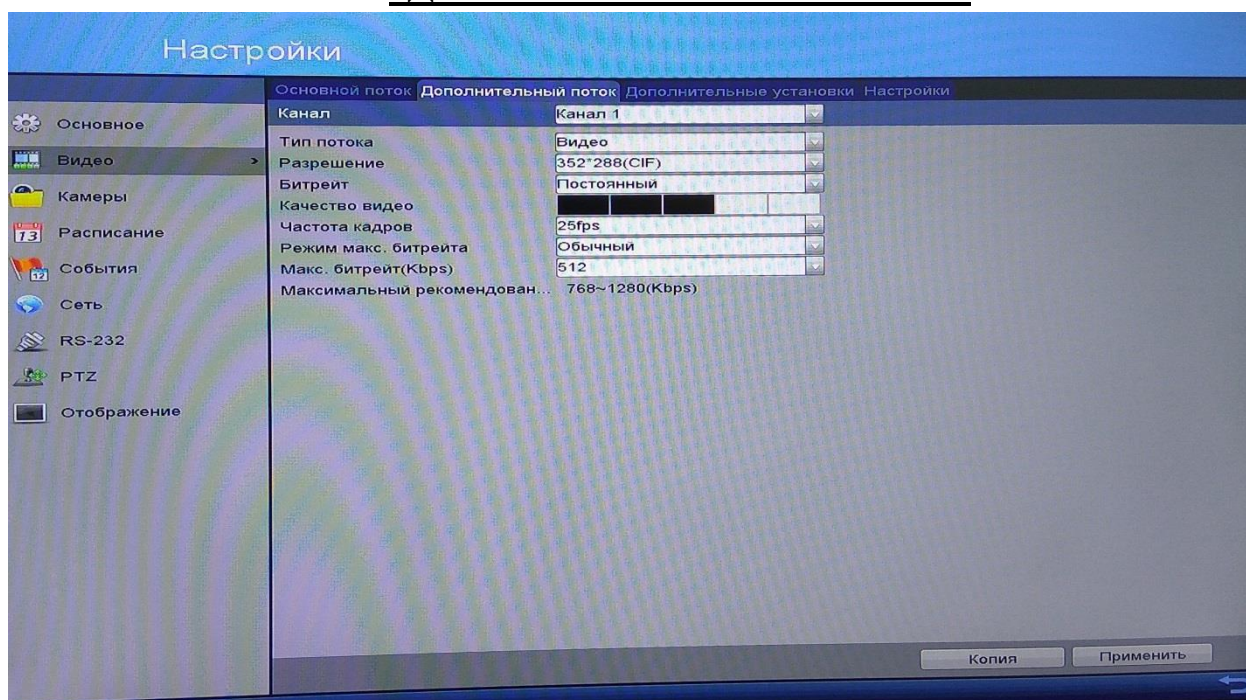 Настройки
Основной поток Дополнительный поток Дополнительные установки Настройки
Канал Канал 1
Основное
Видео >
Камеры
Расписание
События
Сеть
RS-232
PTZ
Отображение
Тип потока Видео
Разрешение 352*288(CIF)
Битрейт Постоянный
Качество видео
Частота кадров 25fps
Режим макс. битрейта Обычный
Макс. битрейт(Kbps) 512
Максимальный рекомендован... 768~1280(Kbps)
13
12
Копия Применить